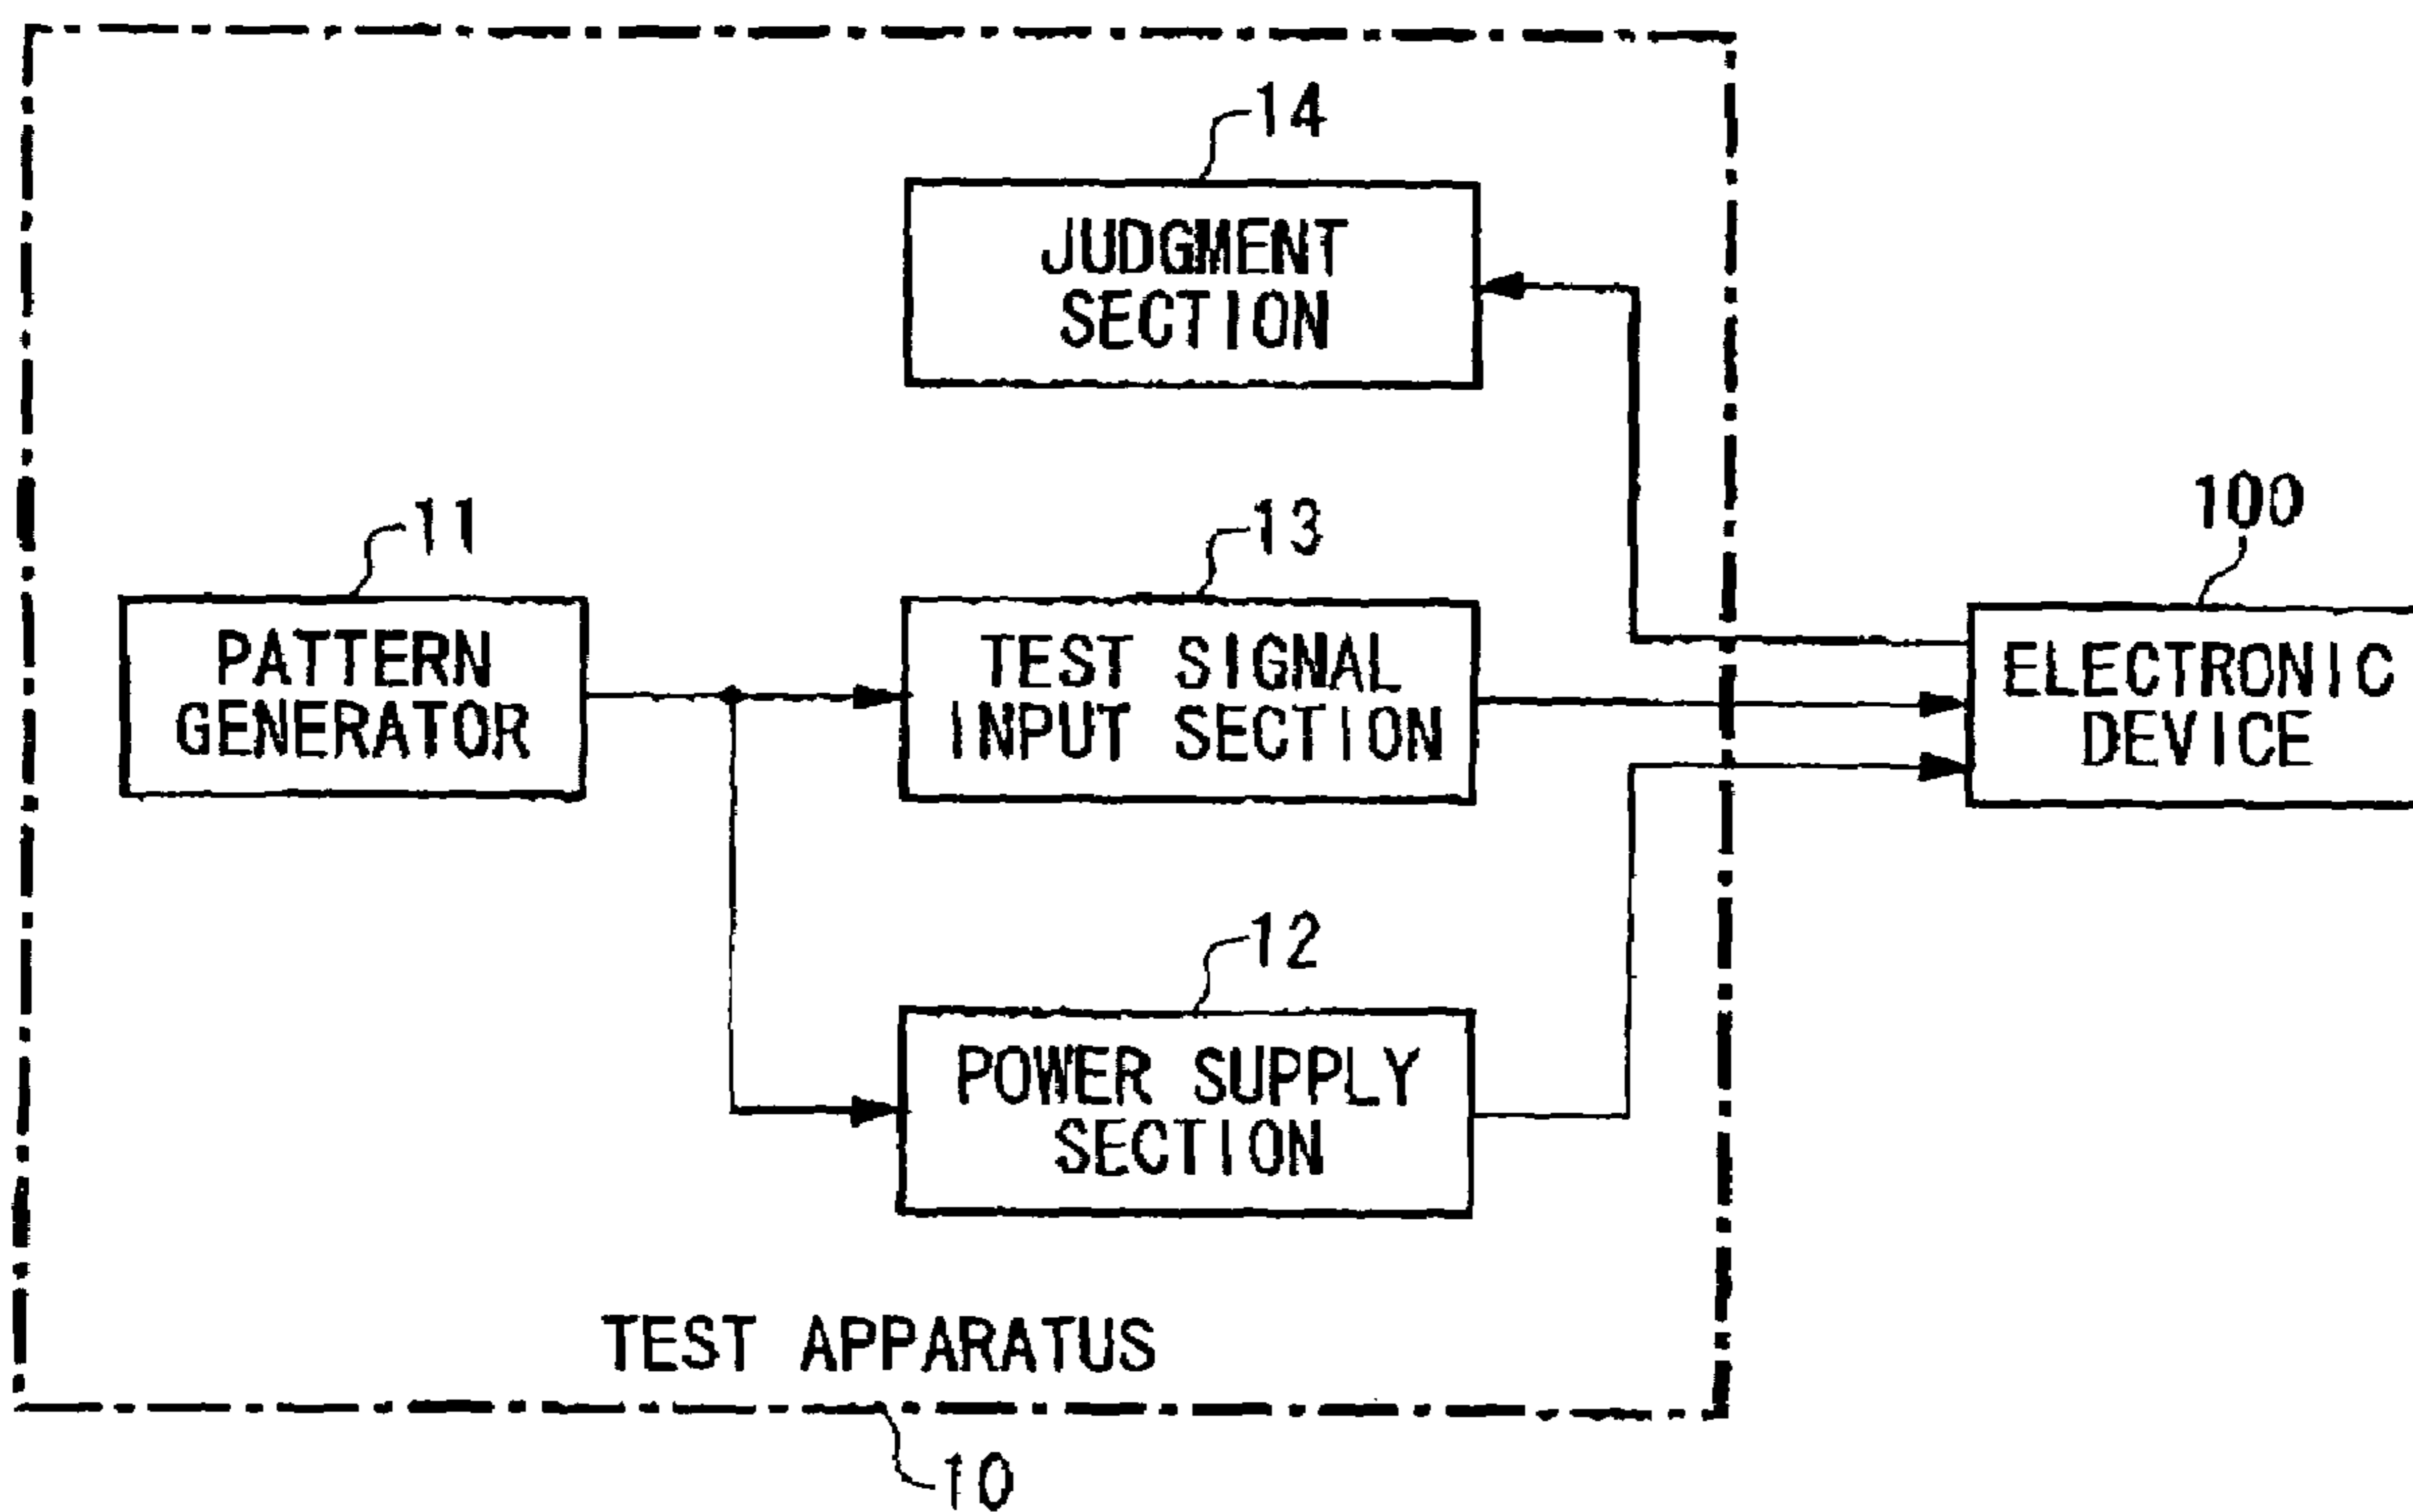 14
JUDGMENT
SECTION
11
13
100
PATTERN
GENERATOR
TEST SIGNAL
INPUT SECTION
ELECTRONIC
DEVICE
12
POWER SUPPLY
SECTION
TEST APPARATUS
10